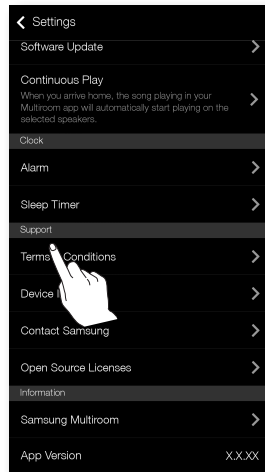 Settings
Software Update
Continuous Play
When you arrive home, the song playing in your
Multiroom app will automatically start playing on the
selected speakers.
Clock
Alarm
Sleep Timer
Support
Terms Conditions
Device
Contact Samsung
Open Source Licenses
Information
Samsung Multiroom
App Version X.X.XX